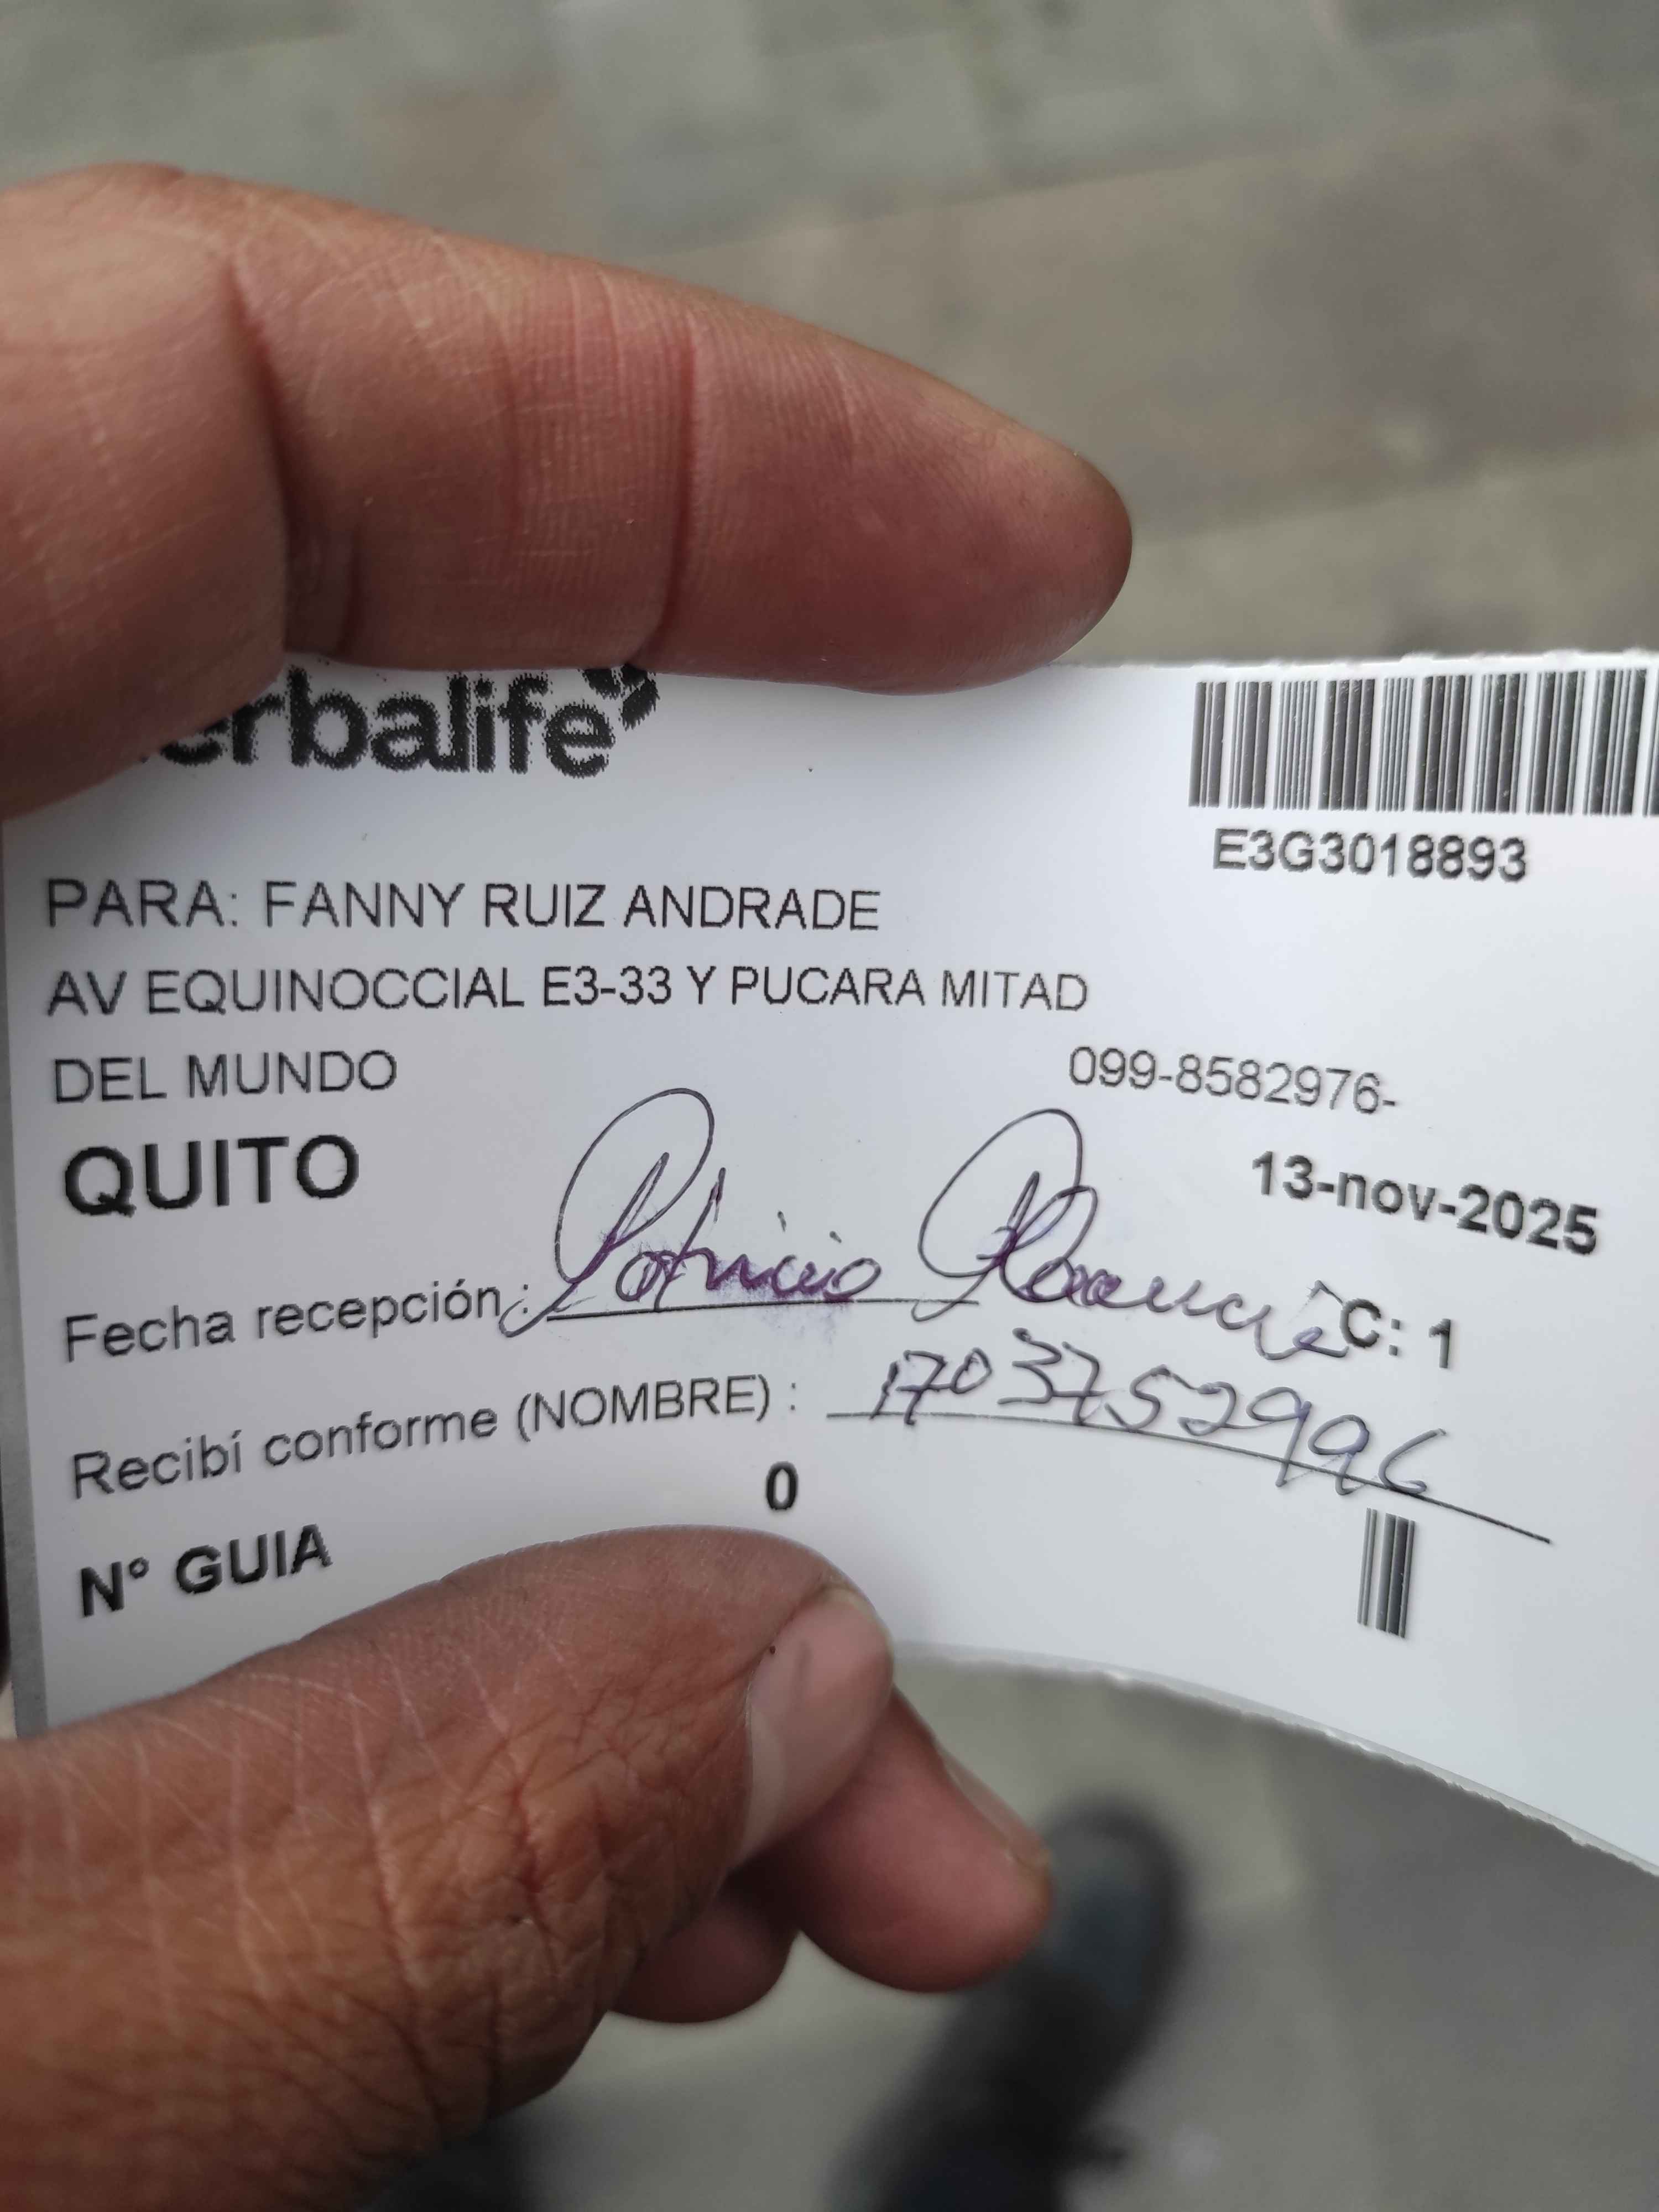 erbalife
E3G3018893
PARA: FANNY RUIZ ANDRADE
AV EQUINOCCIAL E3-33 Y PUCARA MITAD
DEL MUNDO
099-8582976-
QUITO
13-nov-2025
Fecha recepción : Patricio
C: 1
Recibí conforme (NOMBRE) : 1703752996
0
N° GUIA